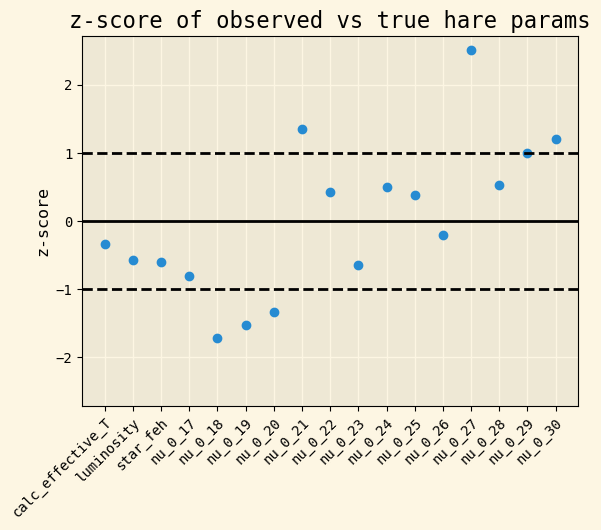 z-score of observed vs true hare params
z-score
2
1
0
−1
−2
calc_effective_T
luminosity
star_feh
nu_0_17
nu_0_18
nu_0_19
nu_0_20
nu_0_21
nu_0_22
nu_0_23
nu_0_24
nu_0_25
nu_0_26
nu_0_27
nu_0_28
nu_0_29
nu_0_30